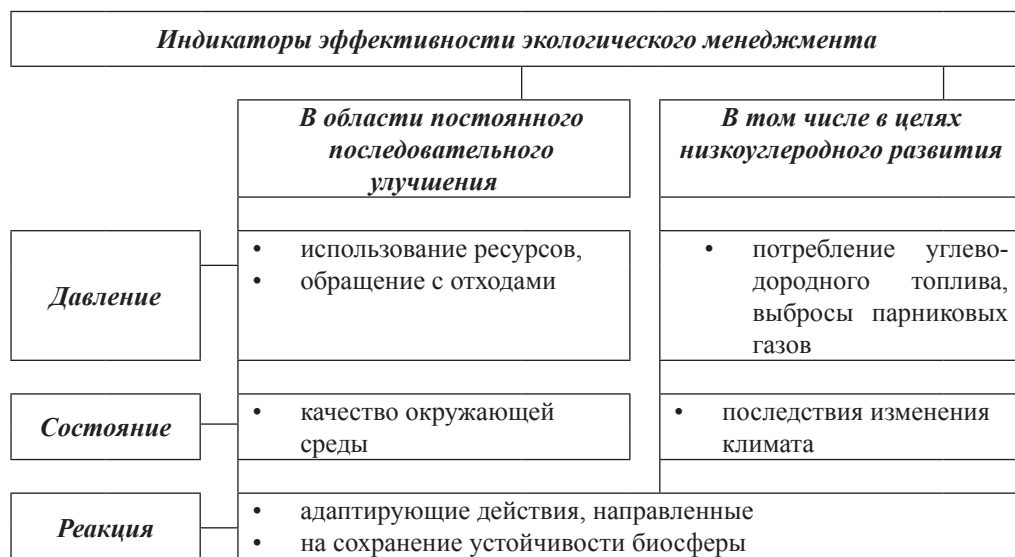 Индикаторы эффективности экологического менеджмента
В области постоянного
последовательного
улучшения
В том числе в целях
низкоуглеродного развития
Давление
• использование ресурсов,
• обращение с отходами
• потребление углево-
дородного топлива,
выбросы парниковых
газов
Состояние
• качество окружающей
среды
• последствия изменения
климата
Реакция
• адаптирующие действия, направленные
• на сохранение устойчивости биосферы